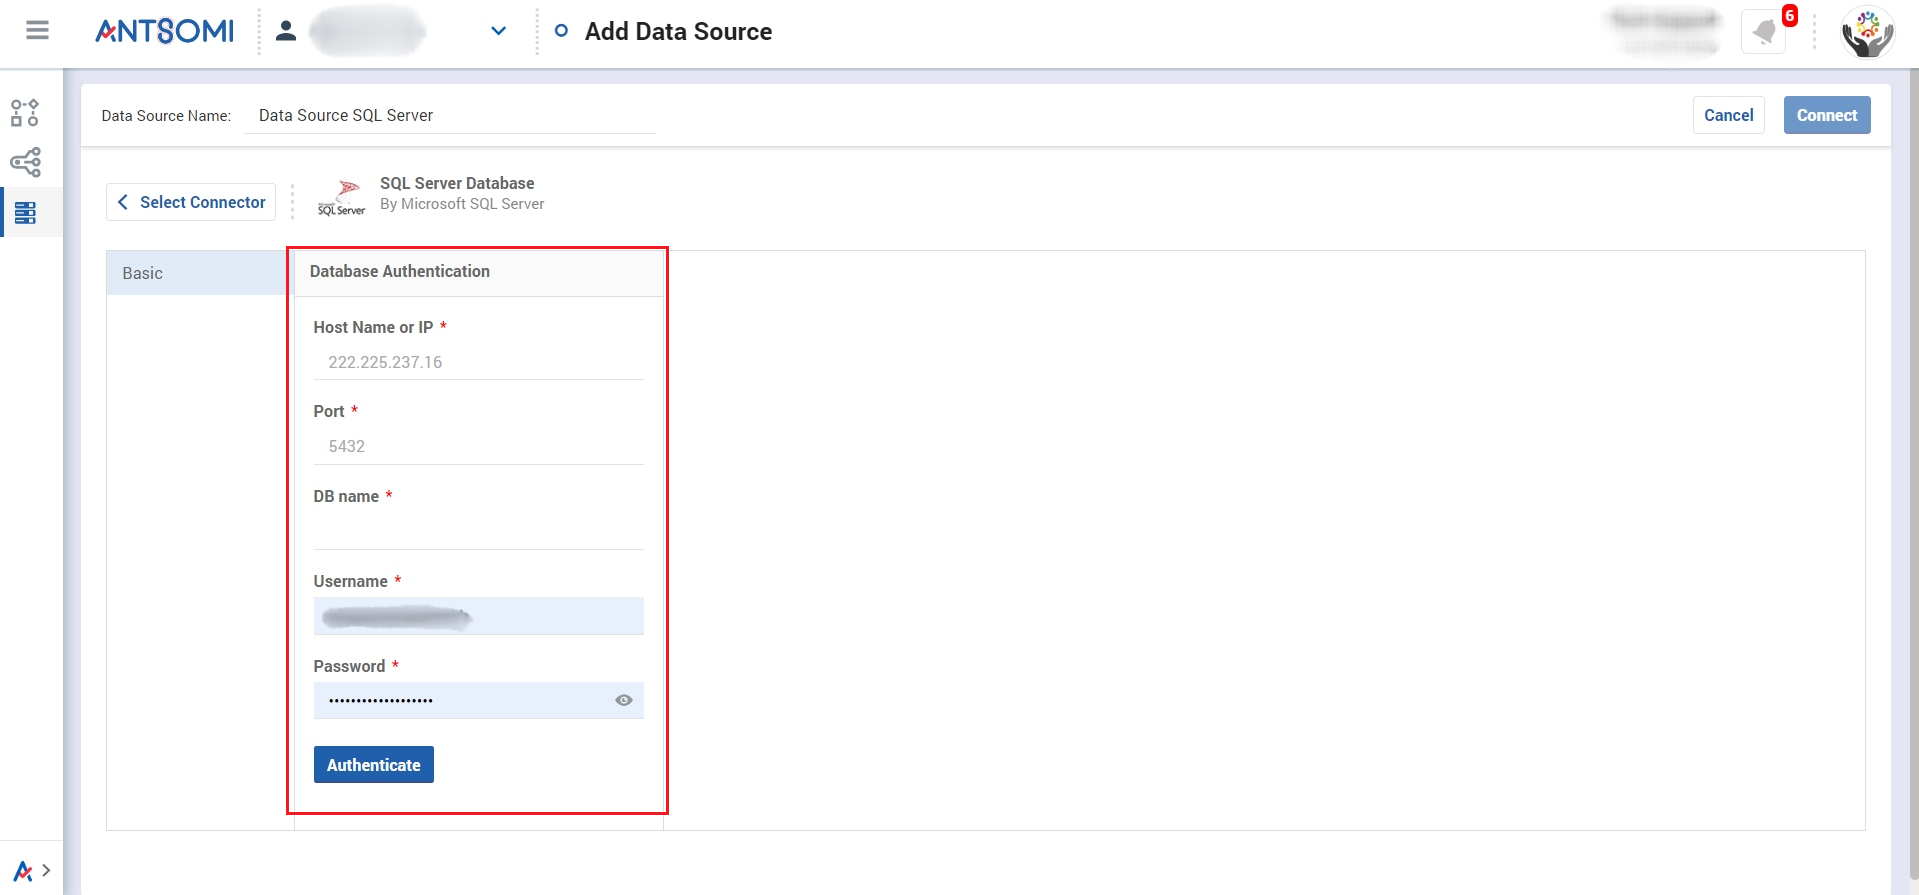 ANTSOMI
Add Data Source
6
Data Source Name: Data Source SQL Server
Cancel
Connect
Select Connector
Microsoft
SQL Server
SQL Server Database
By Microsoft SQL Server
Basic
Database Authentication
Host Name or IP *
222.225.237.16
Port *
5432
DB name *
Username *
Password *
•••••••••••••••••••
Authenticate